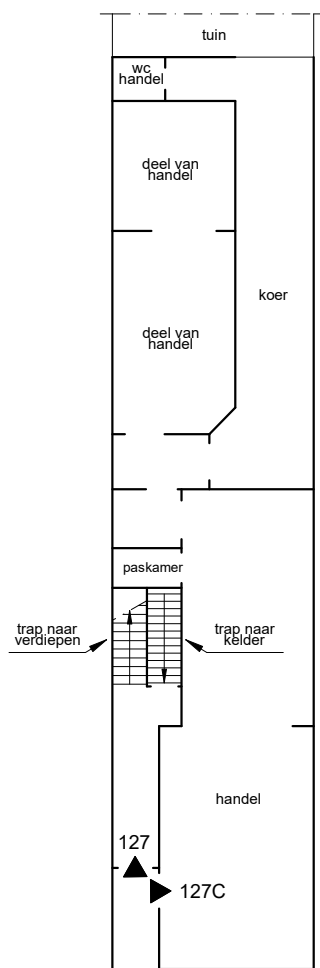 tuin
wc
handel
deel van
handel
koer
deel van
handel
paskamer
trap naar
verdiepen
trap naar
kelder
handel
127
127C